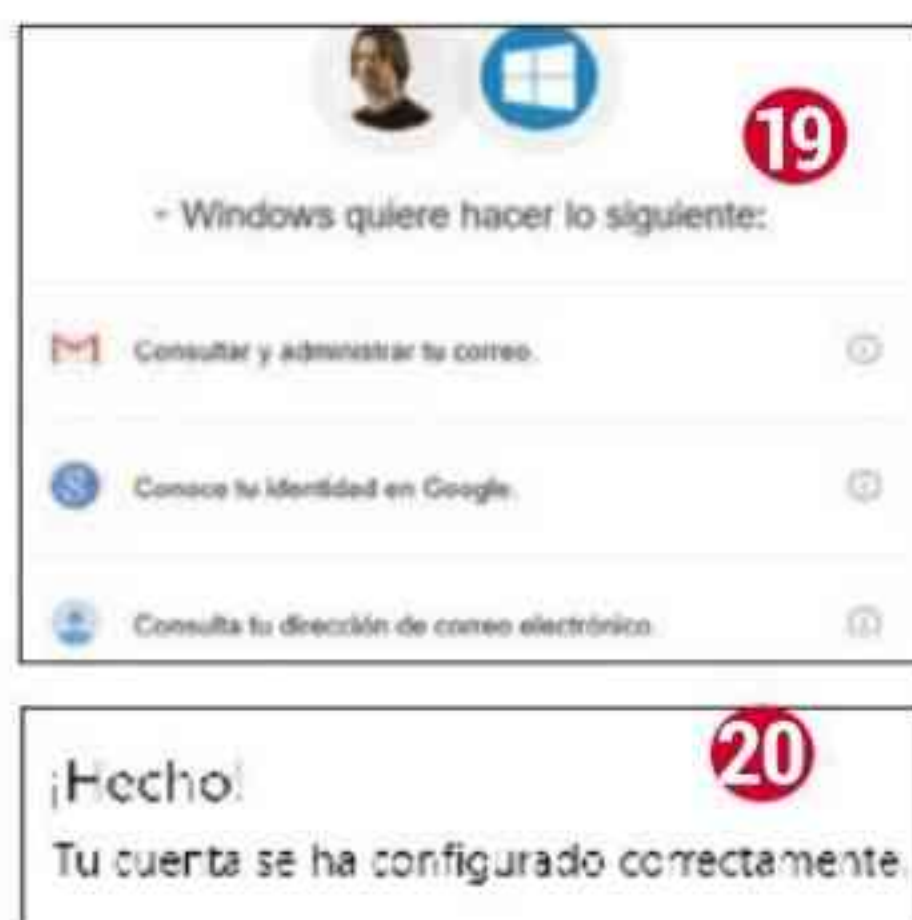 19
- Windows quiere hacer lo siguiente:
Consultar y administrar tu correo.
Conoce tu identidad en Google.
Consulta tu dirección de correo electrónico.
20
¡Hecho!
Tu cuenta se ha configurado correctamente.